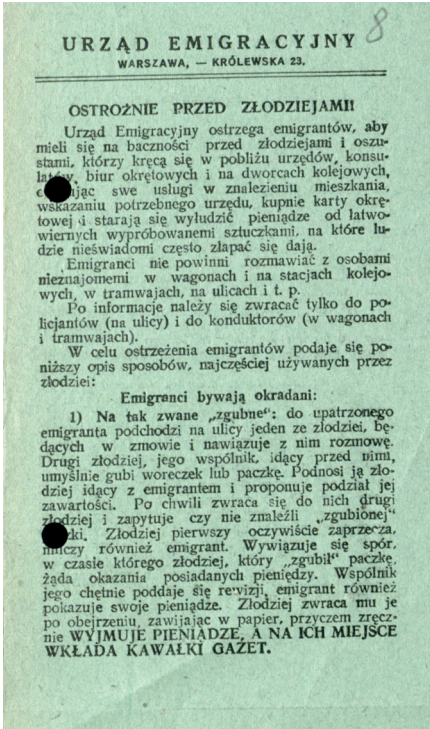 8
URZĄD EMIGRACYJNY
WARSZAWA, — KRÓLEWSKA 23.
OSTROŻNIE PRZED ZŁODZIEJAMI!
Urząd Emigracyjny ostrzega emigrantów, aby
mieli się na baczności przed złodziejami i oszu-
stami, którzy kręcą się w pobliżu urzędów, konsu-
latów, biur okrętowych i na dworcach kolejowych,
swe usługi w znalezieniu mieszkania,
wskazaniu potrzebnego urzędu, kupnie karty okrę-
towej i starają się wyłudzić pieniądze od łatwo-
wiernych wypróbowanemi sztuczkami, na które lu-
dzie nieświadomi często złapać się dają.
Emigranci nie powinni rozmawiać z osobami
nieznajomemi w wagonach i na stacjach kolejo-
wych, w tramwajach, na ulicach i t. p.
Po informacje należy się zwracać tylko do po-
licjantów (na ulicy) i do konduktorów (w wagonach
i tramwajach).
W celu ostrzeżenia emigrantów podaje się po-
niższy opis sposobów, najczęściej używanych przez
złodziei:
Emigranci bywają okradani:
1) Na tak zwane „zgubne": do upatrzonego
emigranta podchodzi na ulicy jeden ze złodziei, bę-
dących w zmowie i nawiązuje z nim rozmowę.
Drugi złodziej, jego wspólnik, idący przed nimi,
umyślnie gubi woreczek lub paczkę. Podnosi ją zło-
dziej idący z emigrantem i proponuje podział jej
zawartości. Po chwili zwraca się do nich drugi
złodziej i zapytuje czy nie znaleźli „zgubionej"
Złodziej pierwszy oczywiście zaprzecza,
milczy również emigrant. Wywiązuje się spór,
w czasie którego złodziej, który „zgubił" paczkę,
żąda okazania posiadanych pieniędzy. Wspólnik
jego chętnie poddaje się rewizji, emigrant również
pokazuje swoje pieniądze. Złodziej zwraca mu je
po obejrzeniu, zawijając w papier, przyczem zręcz-
nie WYJMUJE PIENIĄDZE, A NA ICH MIEJSCE
WKŁADA KAWAŁKI GAZET.